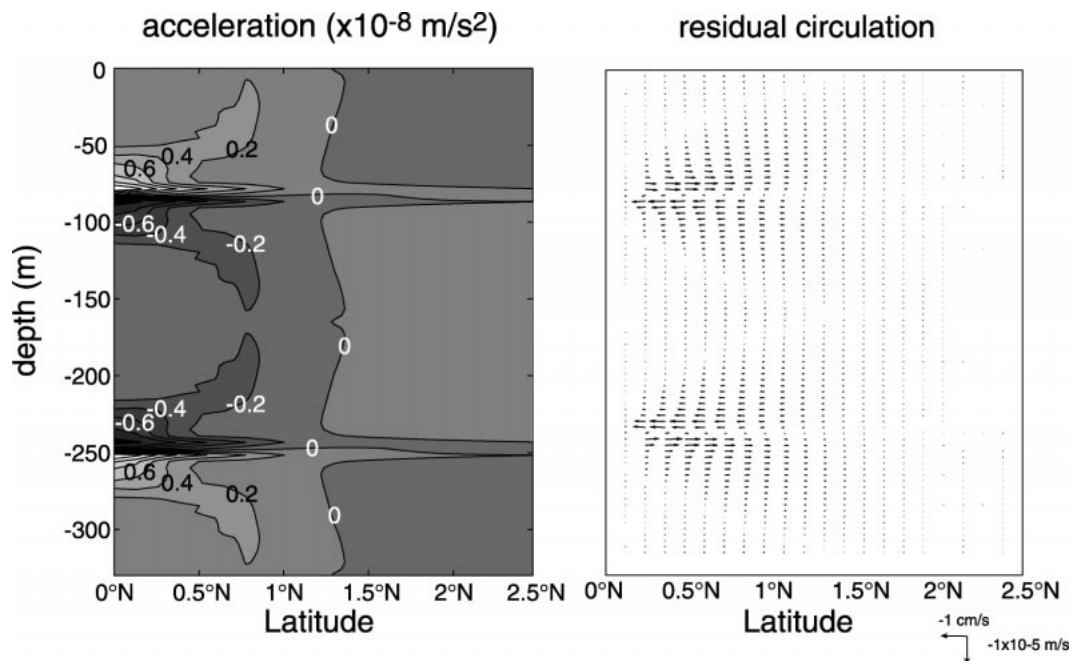 acceleration (x10-8 m/s2)
residual circulation
0
-50
-100
-150
-200
-250
-300
depth (m)
0.6
0.4
0.2
0
0
-0.6
-0.4
-0.2
0
-0.6
-0.4
-0.2
0
0.6
0.4
0.2
0
0°N
0.5°N
1°N
1.5°N
2°N
2.5°N
Latitude
0°N
0.5°N
1°N
1.5°N
2°N
2.5°N
Latitude
-1 cm/s
-1x10-5 m/s